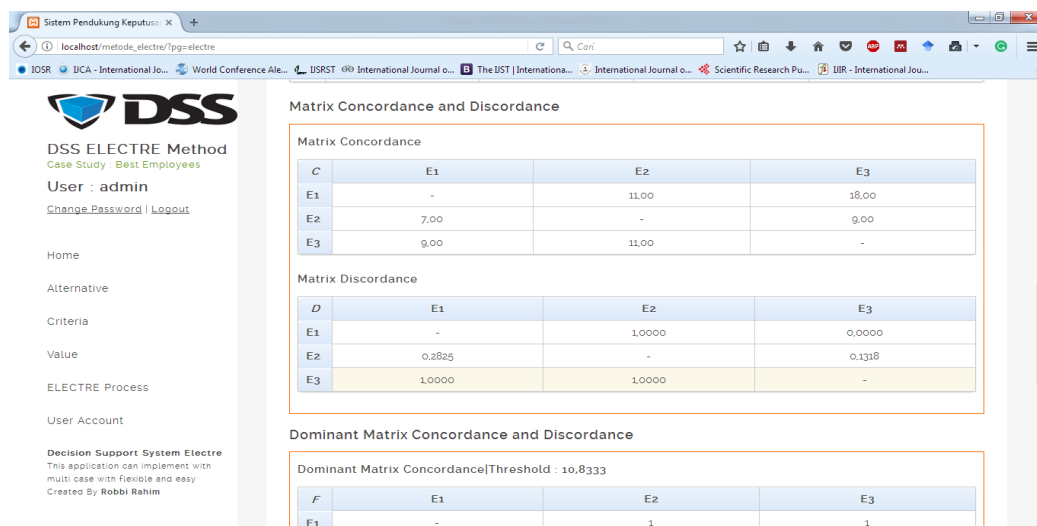 Sistem Pendukung Keputusa
localhost/metode_electre/?pg=electre
Cari
IOSR
IJCA - International Jo...
World Conference Ale...
IJSRST
International Journal o...
The IJST | Internationa...
International Journal o...
Scientific Research Pu...
IJIR - International Jou...
DSS
DSS ELECTRE Method
Case Study : Best Employees
User : admin
Change Password | Logout
Home
Alternative
Criteria
Value
ELECTRE Process
User Account
Decision Support System Electre
This application can implement with
multi case with flexible and easy
Created By Robbi Rahim
Matrix Concordance and Discordance
Matrix Concordance
C E1 E2 E3
E1 - 11,00 18,00
E2 7,00 - 9,00
E3 9,00 11,00 -
Matrix Discordance
D E1 E2 E3
E1 - 1,0000 0,0000
E2 0,2825 - 0,1318
E3 1,0000 1,0000 -
Dominant Matrix Concordance and Discordance
Dominant Matrix Concordance|Threshold : 10,8333
F E1 E2 E3
E1 - 1 1